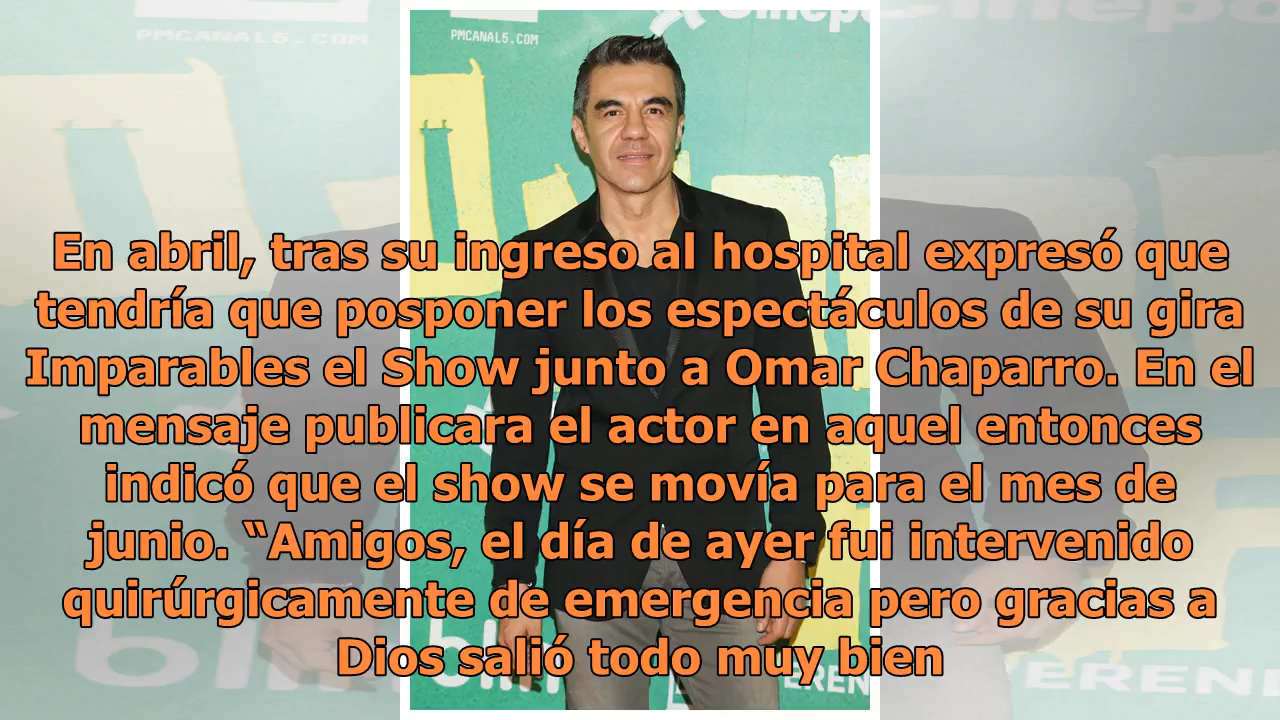 PMCANAL5.COM
PMCANAL5.COM
En abril, tras su ingreso al hospital expresó que
tendría que posponer los espectáculos de su gira
Imparables el Show junto a Omar Chaparro. En el
mensaje publicara el actor en aquel entonces
indicó que el show se movía para el mes de
junio. “Amigos, el día de ayer fui intervenido
quirúrgicamente de emergencia pero gracias a
Dios salió todo muy bien